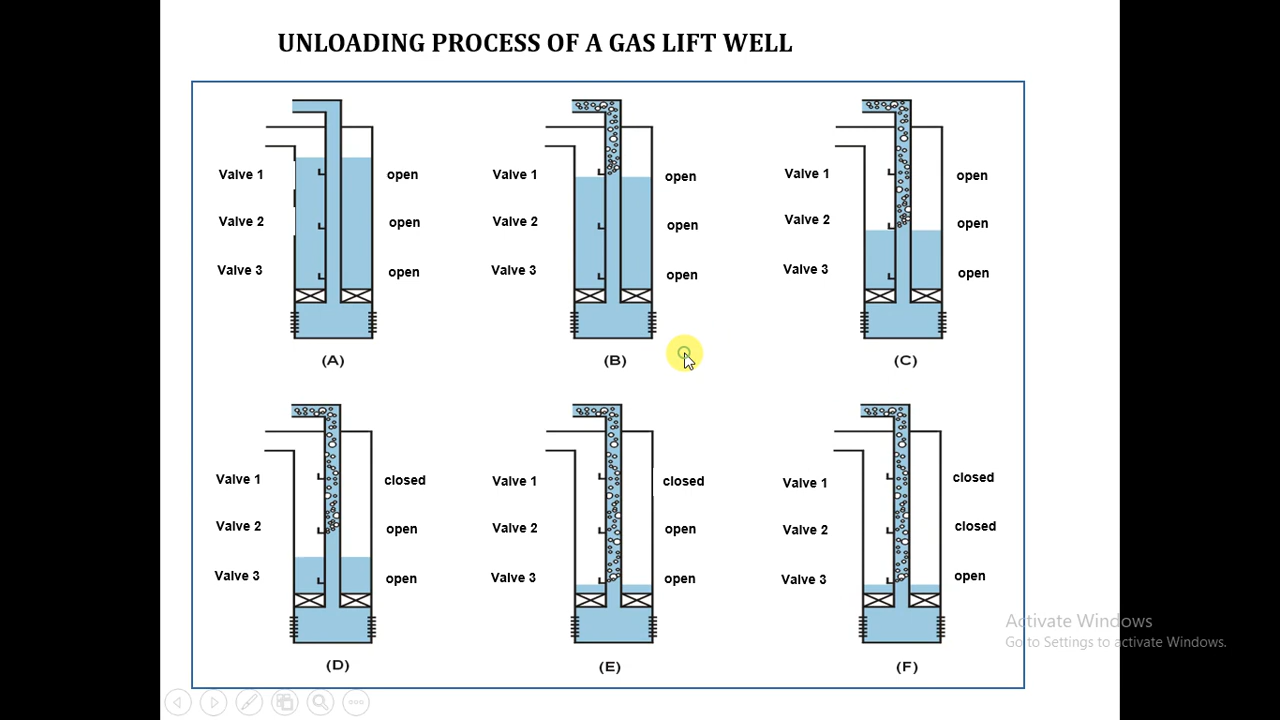 UNLOADING PROCESS OF A GAS LIFT WELL
Valve 1 open
Valve 2 open
Valve 3 open
(A)
Valve 1 open
Valve 2 open
Valve 3 open
(B)
Valve 1 open
Valve 2 open
Valve 3 open
(C)
Valve 1 closed
Valve 2 open
Valve 3 open
(D)
Valve 1 closed
Valve 2 open
Valve 3 open
(E)
Valve 1 closed
Valve 2 closed
Valve 3 open
(F)
Activate Windows
Go to Settings to activate Windows.